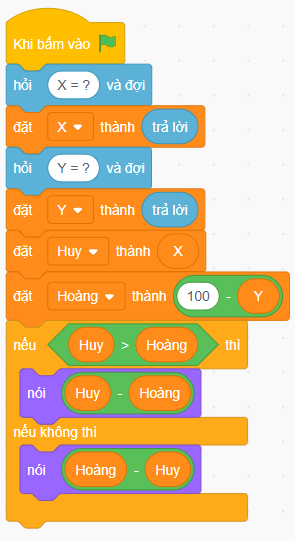 Khi bấm vào
hỏi X = ? và đợi
đặt X thành trả lời
hỏi Y = ? và đợi
đặt Y thành trả lời
đặt Huy thành X
đặt Hoàng thành 100 - Y
nếu Huy > Hoàng thì
nói Huy - Hoàng
nếu không thì
nói Hoàng - Huy